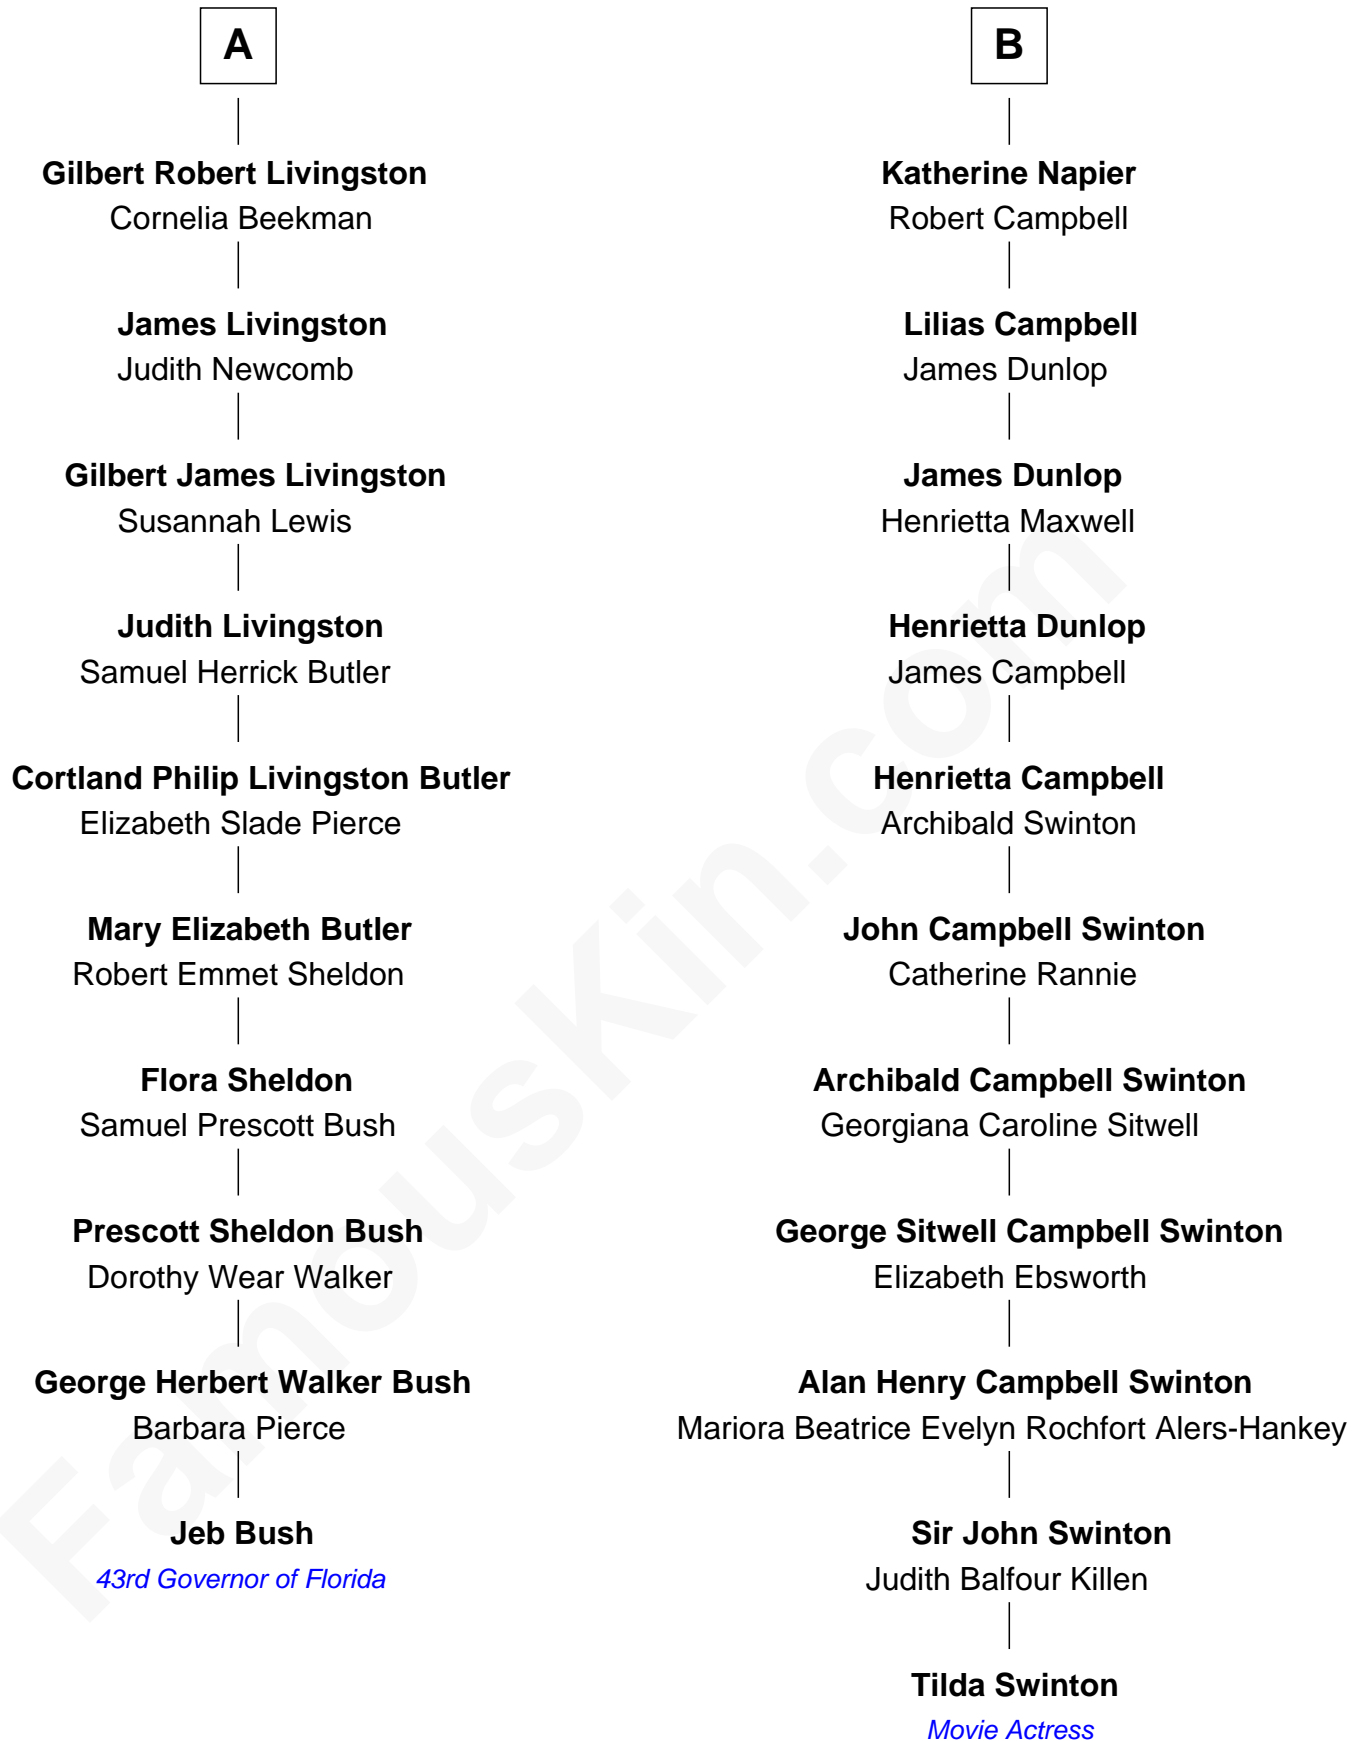 A
Gilbert Robert Livingston
Cornelia Beekman
James Livingston
Judith Newcomb
Gilbert James Livingston
Susannah Lewis
Judith Livingston
Samuel Herrick Butler
Cortland Philip Livingston Butler
Elizabeth Slade Pierce
Mary Elizabeth Butler
Robert Emmet Sheldon
Flora Sheldon
Samuel Prescott Bush
Prescott Sheldon Bush
Dorothy Wear Walker
George Herbert Walker Bush
Barbara Pierce
Jeb Bush
43rd Governor of Florida
B
Katherine Napier
Robert Campbell
Lilias Campbell
James Dunlop
James Dunlop
Henrietta Maxwell
Henrietta Dunlop
James Campbell
Henrietta Campbell
Archibald Swinton
John Campbell Swinton
Catherine Rannie
Archibald Campbell Swinton
Georgiana Caroline Sitwell
George Sitwell Campbell Swinton
Elizabeth Ebsworth
Alan Henry Campbell Swinton
Mariora Beatrice Evelyn Rochfort Alers-Hankey
Sir John Swinton
Judith Balfour Killen
Tilda Swinton
Movie Actress
FamousKin.com